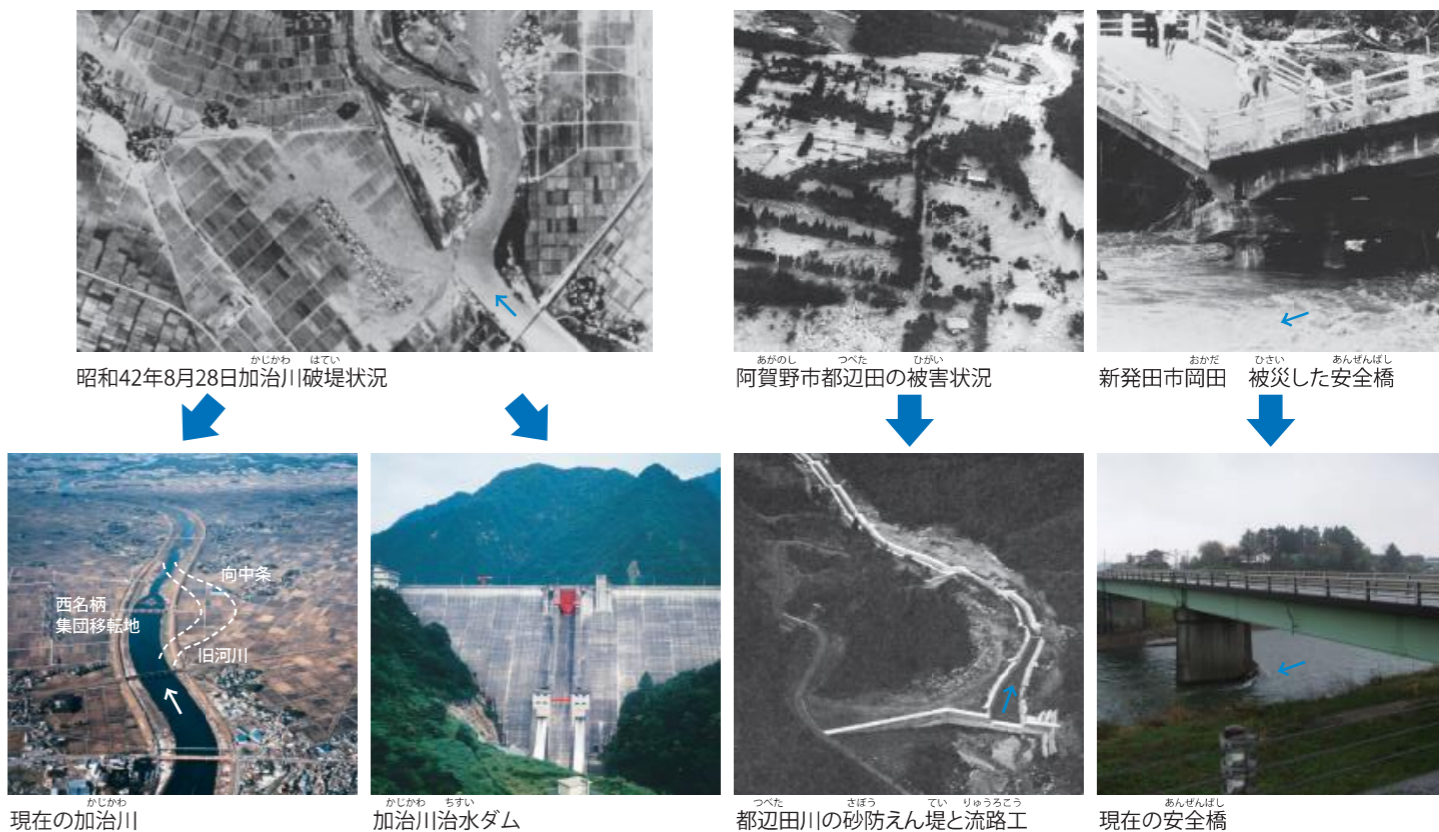 かじかわ はてい
昭和42年8月28日加治川破堤状況
あがのし つべた ひがい
阿賀野市都辺田の被害状況
おかだ ひさい あんぜんばし
新発田市岡田 被災した安全橋
向中条
西名柄
集団移転地
旧河川
かじかわ
現在の加治川
かじかわ ちすい
加治川治水ダム
つべた さぼう てい りゅうろこう
都辺田川の砂防えん堤と流路工
あんぜんばし
現在の安全橋